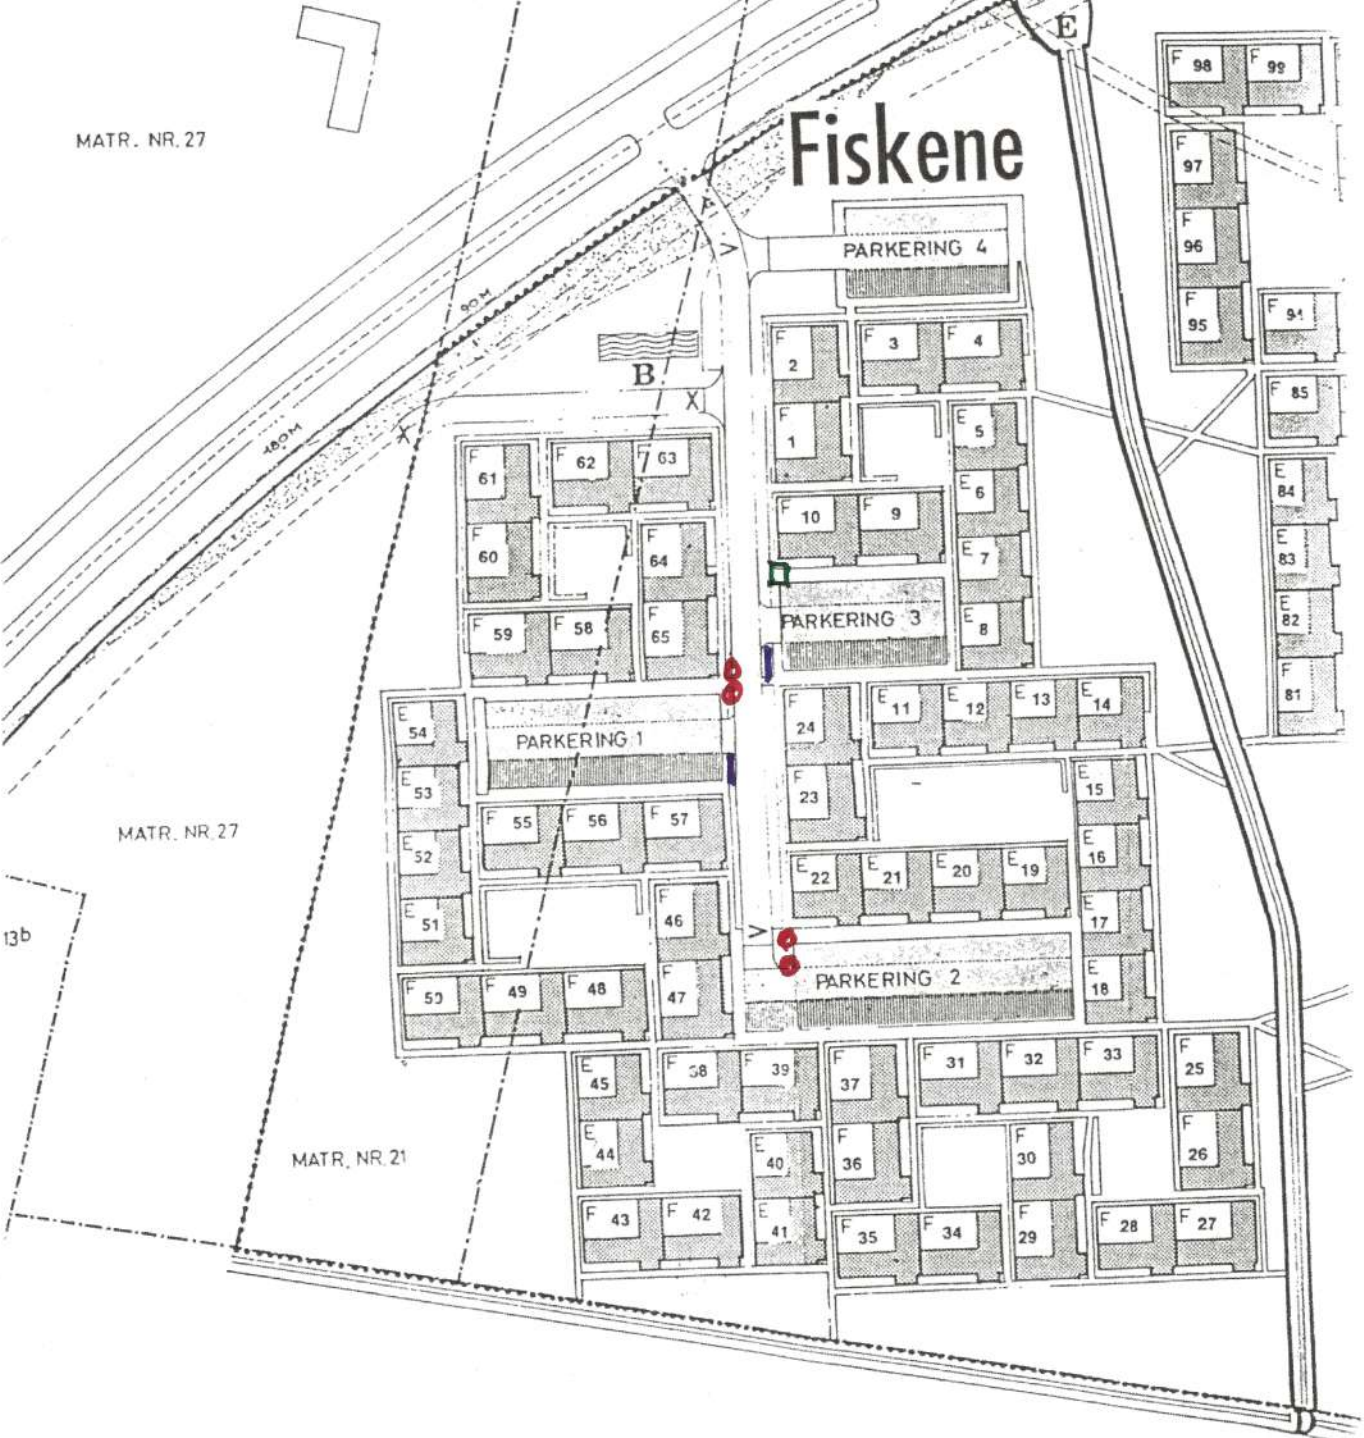 E
F 98
F 99
MATR. NR. 27
Fiskene
F 97
F 96
A
V
PARKERING 4
90 M
F 95
F 91
F 2
F 3
F 4
B
X
X
180 M
F 1
E 5
F 85
F 61
F 62
F 63
E 6
E 84
F 10
F 9
F 60
F 64
E 7
E 83
F 59
F 58
F 65
PARKERING 3
E 8
E 82
F 81
E 54
F 24
E 11
E 12
E 13
E 14
PARKERING 1
E 53
F 23
E 15
MATR. NR. 27
F 55
F 56
F 57
E 52
E 16
E 22
E 21
E 20
E 19
13b
E 51
F 46
E 17
V
F 50
F 49
F 48
F 47
PARKERING 2
E 18
E 45
F 38
F 39
F 37
F 31
F 32
F 33
F 25
MATR. NR. 21
E 44
E 40
F 36
F 30
F 26
F 43
F 42
E 41
F 35
F 34
F 29
F 28
F 27
D